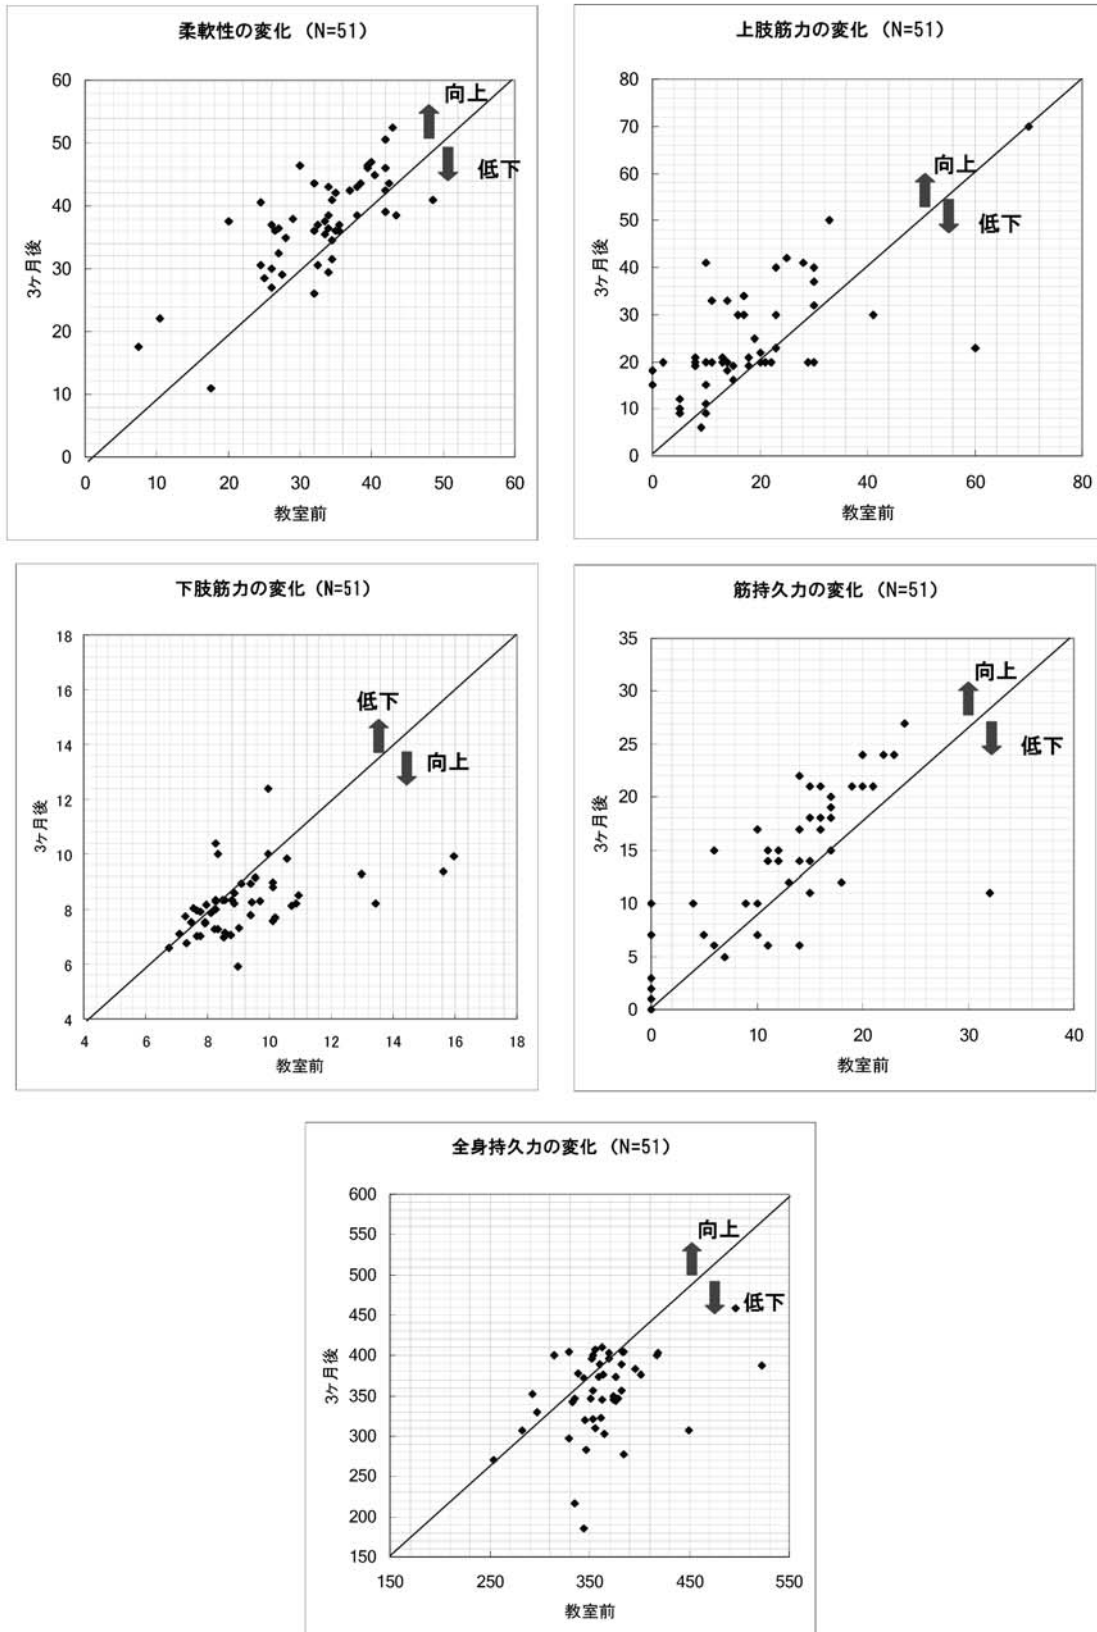 柔軟性の変化 (N=51)
60
50
40
30
20
10
0
0 10 20 30 40 50 60
3ヶ月後
教室前
向上
低下
上肢筋力の変化 (N=51)
80
70
60
50
40
30
20
10
0
0 20 40 60 80
3ヶ月後
教室前
向上
低下
下肢筋力の変化 (N=51)
18
16
14
12
10
8
6
4
4 6 8 10 12 14 16 18
3ヶ月後
教室前
低下
向上
筋持久力の変化 (N=51)
35
30
25
20
15
10
5
0
0 10 20 30 40
3ヶ月後
教室前
向上
低下
全身持久力の変化 (N=51)
600
550
500
450
400
350
300
250
200
150
150 250 350 450 550
3ヶ月後
教室前
向上
低下